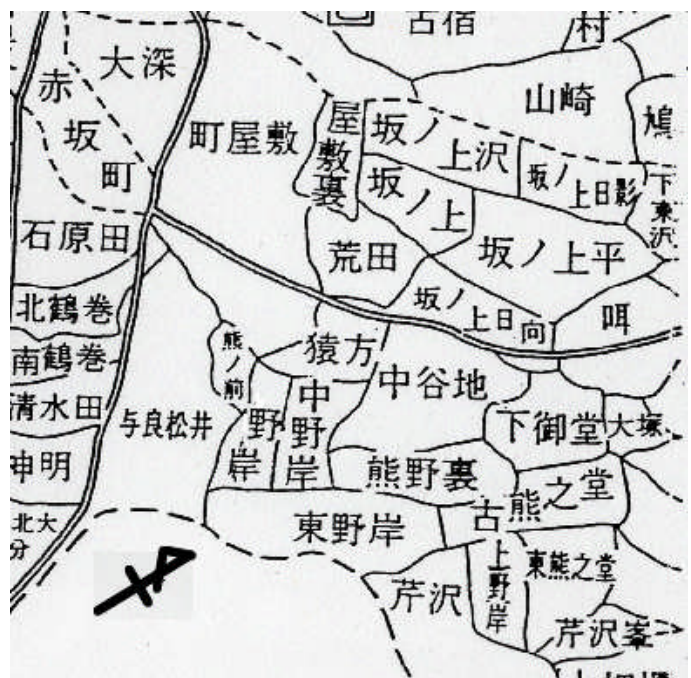 古宿
村
大深
赤
坂
町
町屋敷
屋敷裏
坂ノ上沢
山崎
鳩
坂ノ上
坂ノ上日影
下東沢
石原田
荒田
坂ノ上平
北鶴巻
坂ノ上日向
咡
熊ノ前
猿方
南鶴巻
中谷地
清水田
与良松井
野岸
中野岸
下御堂
大塚
神明
熊野裏
古熊之堂
北大
分
東野岸
上野岸
東熊之堂
芹沢
芹沢峯